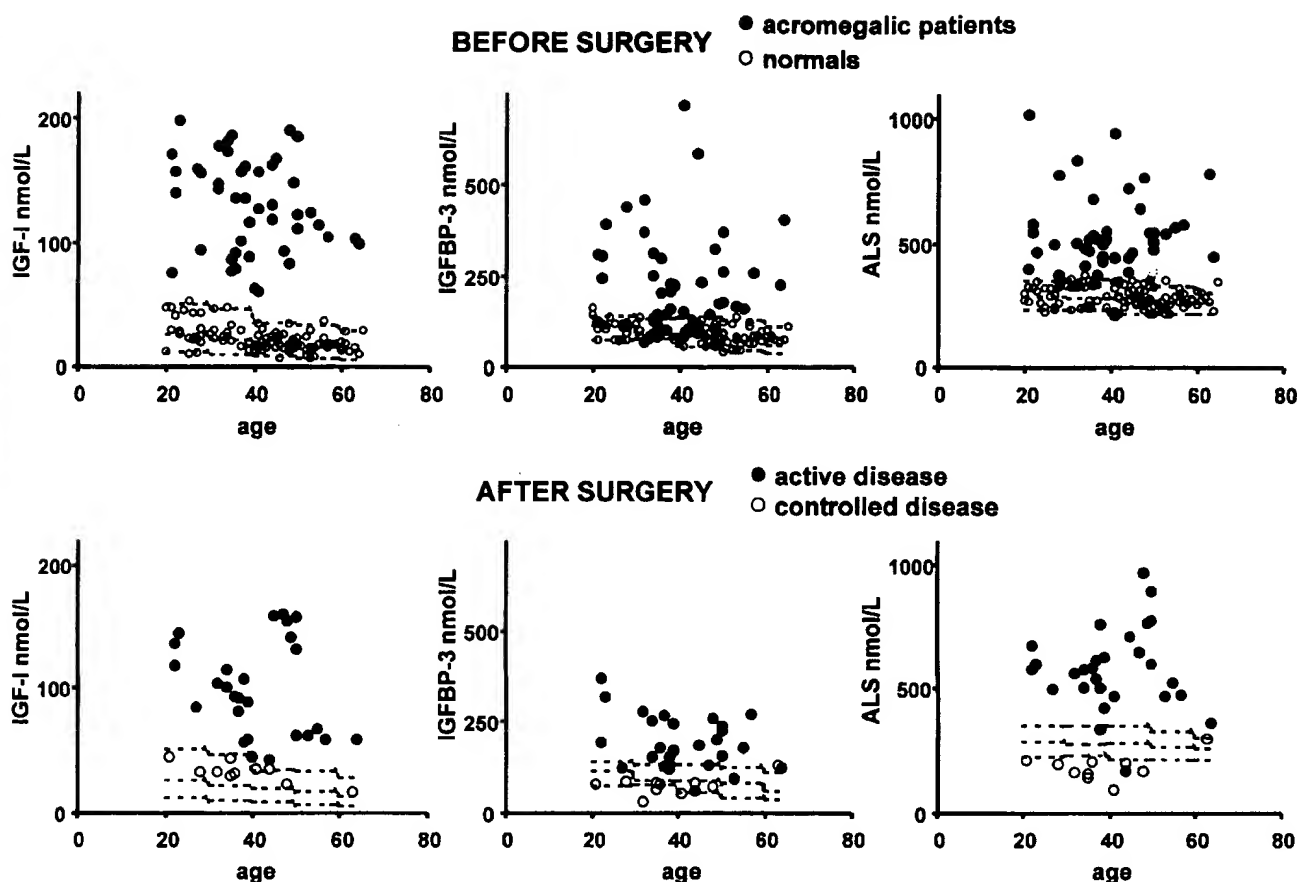 BEFORE SURGERY
● acromegalic patients
○ normals
IGF-I nmol/L
200
100
0
0 20 40 60 80
age
IGFBP-3 nmol/L
500
250
0
0 20 40 60 80
age
ALS nmol/L
1000
500
0
0 20 40 60 80
age
AFTER SURGERY
● active disease
○ controlled disease
IGF-I nmol/L
200
100
0
0 20 40 60 80
age
IGFBP-3 nmol/L
500
250
0
0 20 40 60 80
age
ALS nmol/L
1000
500
0
0 20 40 60 80
age